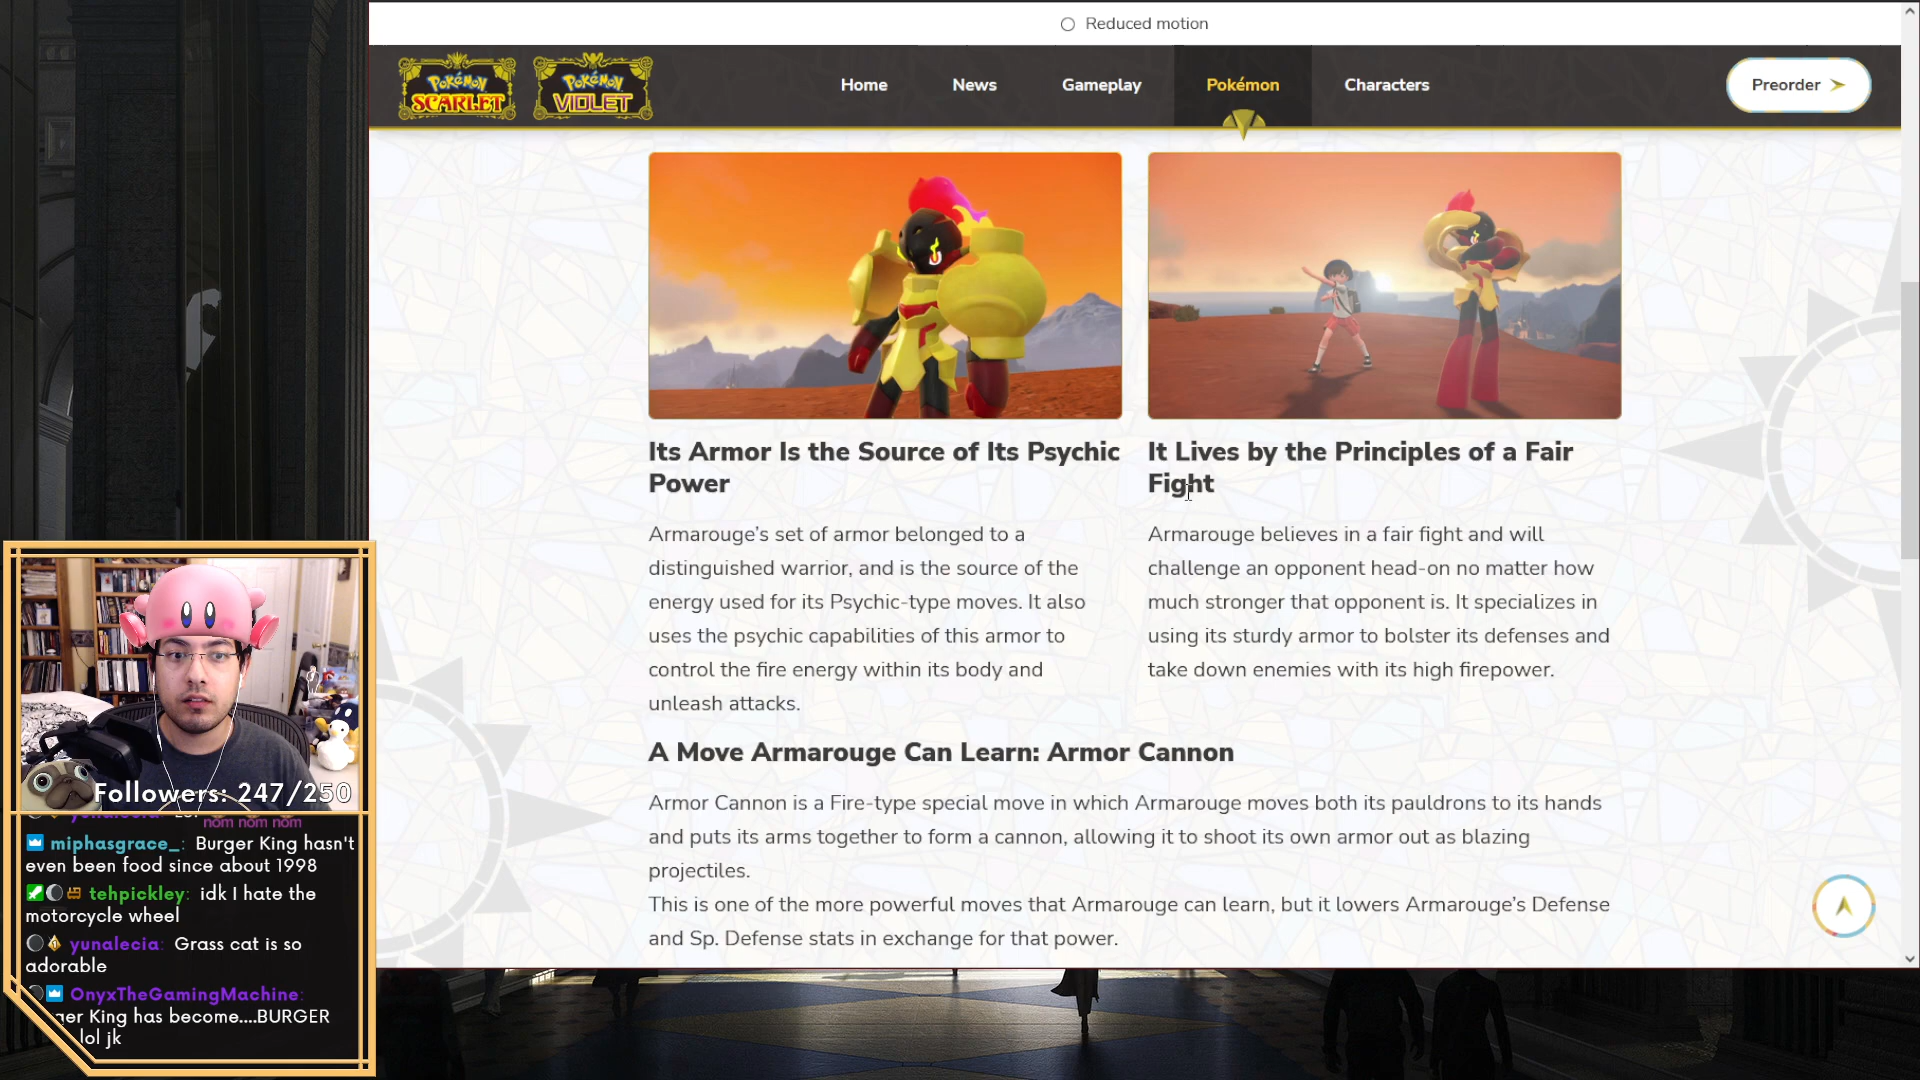 Reduced motion
POKÉMON SCARLET
POKÉMON VIOLET
Home
News
Gameplay
Pokémon
Characters
Preorder
Its Armor Is the Source of Its Psychic
Power
Armarouge’s set of armor belonged to a
distinguished warrior, and is the source of the
energy used for its Psychic-type moves. It also
uses the psychic capabilities of this armor to
control the fire energy within its body and
unleash attacks.
It Lives by the Principles of a Fair
Fight
Armarouge believes in a fair fight and will
challenge an opponent head-on no matter how
much stronger that opponent is. It specializes in
using its sturdy armor to bolster its defenses and
take down enemies with its high firepower.
A Move Armarouge Can Learn: Armor Cannon
Armor Cannon is a Fire-type special move in which Armarouge moves both its pauldrons to its hands
and puts its arms together to form a cannon, allowing it to shoot its own armor out as blazing
projectiles.
This is one of the more powerful moves that Armarouge can learn, but it lowers Armarouge’s Defense
and Sp. Defense stats in exchange for that power.
Followers: 247/250
nom nom nom
miphasgrace_: Burger King hasn't
even been food since about 1998
tehpickley: idk I hate the
motorcycle wheel
yunalecia: Grass cat is so
adorable
OnyxTheGamingMachine:
ger King has become....BURGER
lol jk